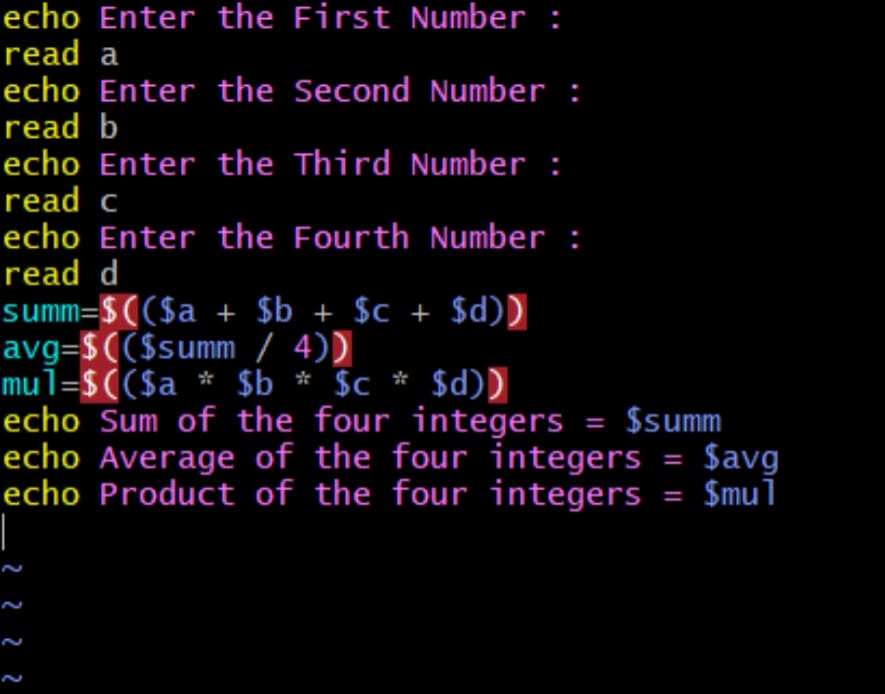 echo Enter the First Number :
read a
echo Enter the Second Number :
read b
echo Enter the Third Number :
read c
echo Enter the Fourth Number :
read d
summ=$(($a + $b + $c + $d))
avg=$(($summ / 4))
mul=$(($a * $b * $c * $d))
echo Sum of the four integers = $summ
echo Average of the four integers = $avg
echo Product of the four integers = $mul
~
~
~
~